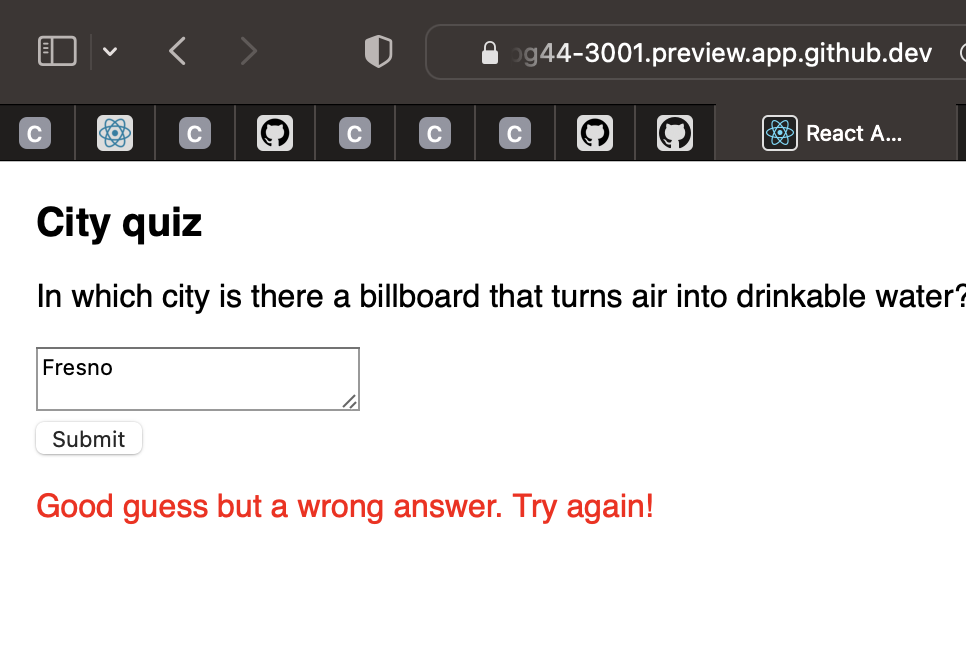 og44-3001.preview.app.github.dev
C C C C C React A...
City quiz
In which city is there a billboard that turns air into drinkable water?
Fresno
Submit
Good guess but a wrong answer. Try again!